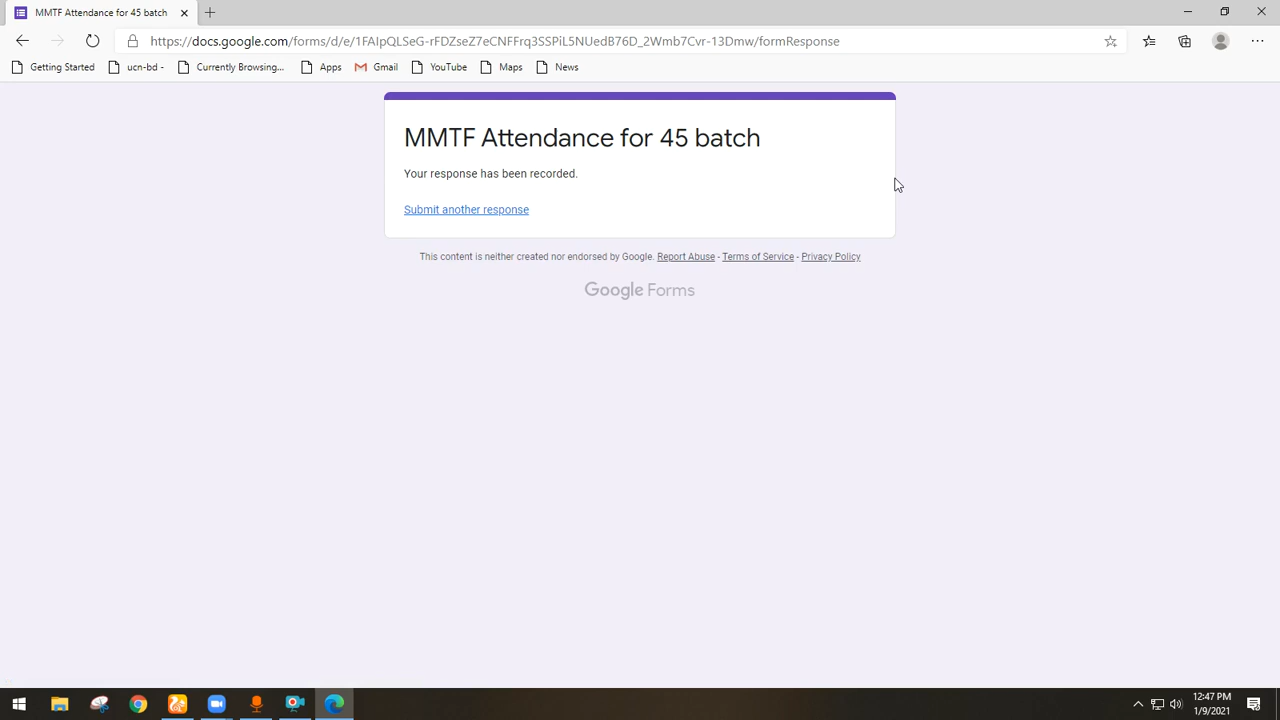 MMTF Attendance for 45 batch
https://docs.google.com/forms/d/e/1FAIpQLSeG-rFDZseZ7eCNFFrq3SSPiL5NUedB76D_2Wmb7Cvr-13Dmw/formResponse
Getting Started ucn-bd - Currently Browsing... Apps Gmail YouTube Maps News
MMTF Attendance for 45 batch
Your response has been recorded.
Submit another response
This content is neither created nor endorsed by Google. Report Abuse - Terms of Service - Privacy Policy
Google Forms
12:47 PM
1/9/2021